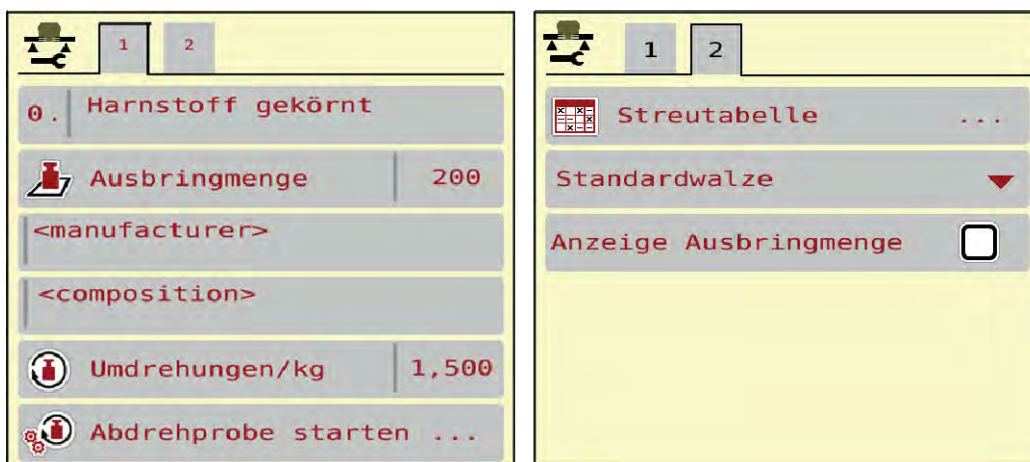 1 2
0. Harnstoff gekörnt
Ausbringmenge 200
<manufacturer>
<composition>
Umdrehungen/kg 1,500
Abdrehprobe starten ...
1 2
Streutabelle ...
Standardwalze
Anzeige Ausbringmenge